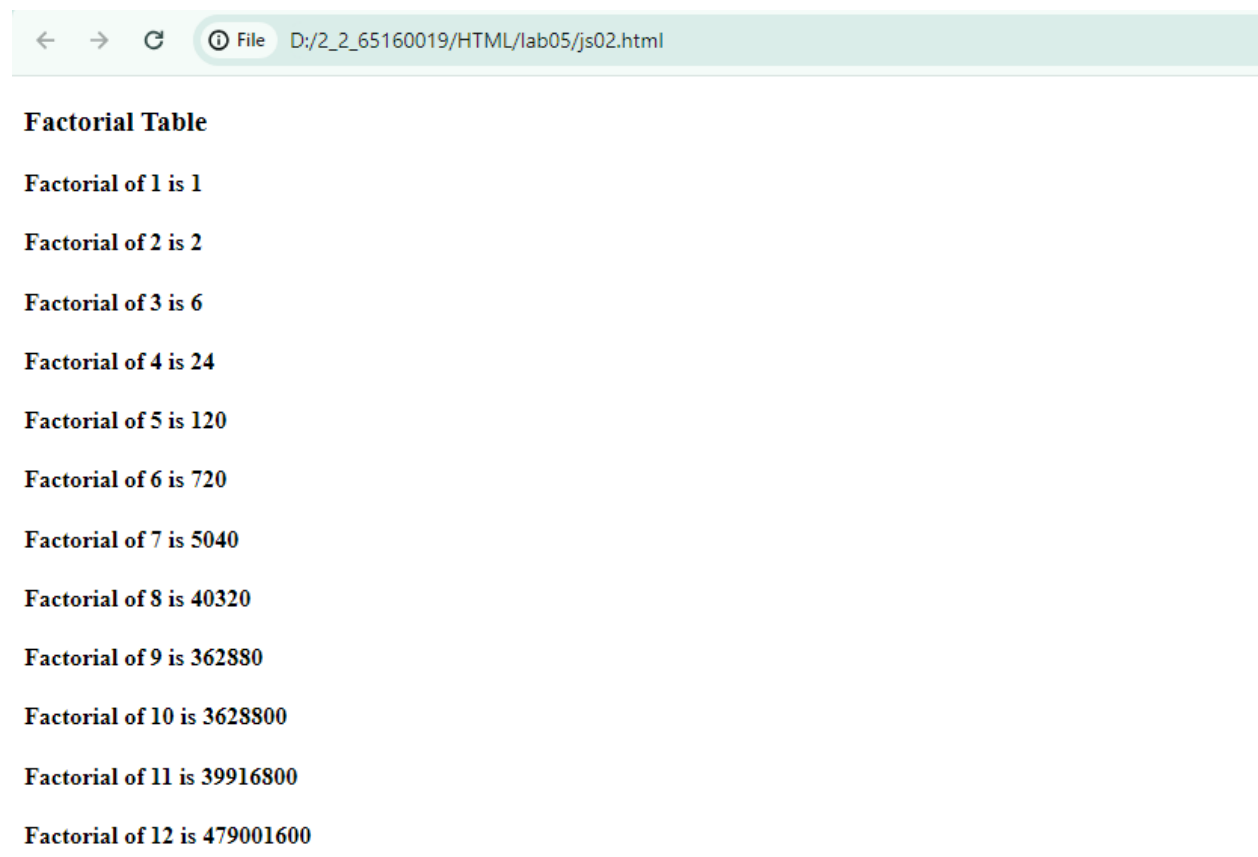 File D:/2_2_65160019/HTML/lab05/js02.html
Factorial Table
Factorial of 1 is 1
Factorial of 2 is 2
Factorial of 3 is 6
Factorial of 4 is 24
Factorial of 5 is 120
Factorial of 6 is 720
Factorial of 7 is 5040
Factorial of 8 is 40320
Factorial of 9 is 362880
Factorial of 10 is 3628800
Factorial of 11 is 39916800
Factorial of 12 is 479001600